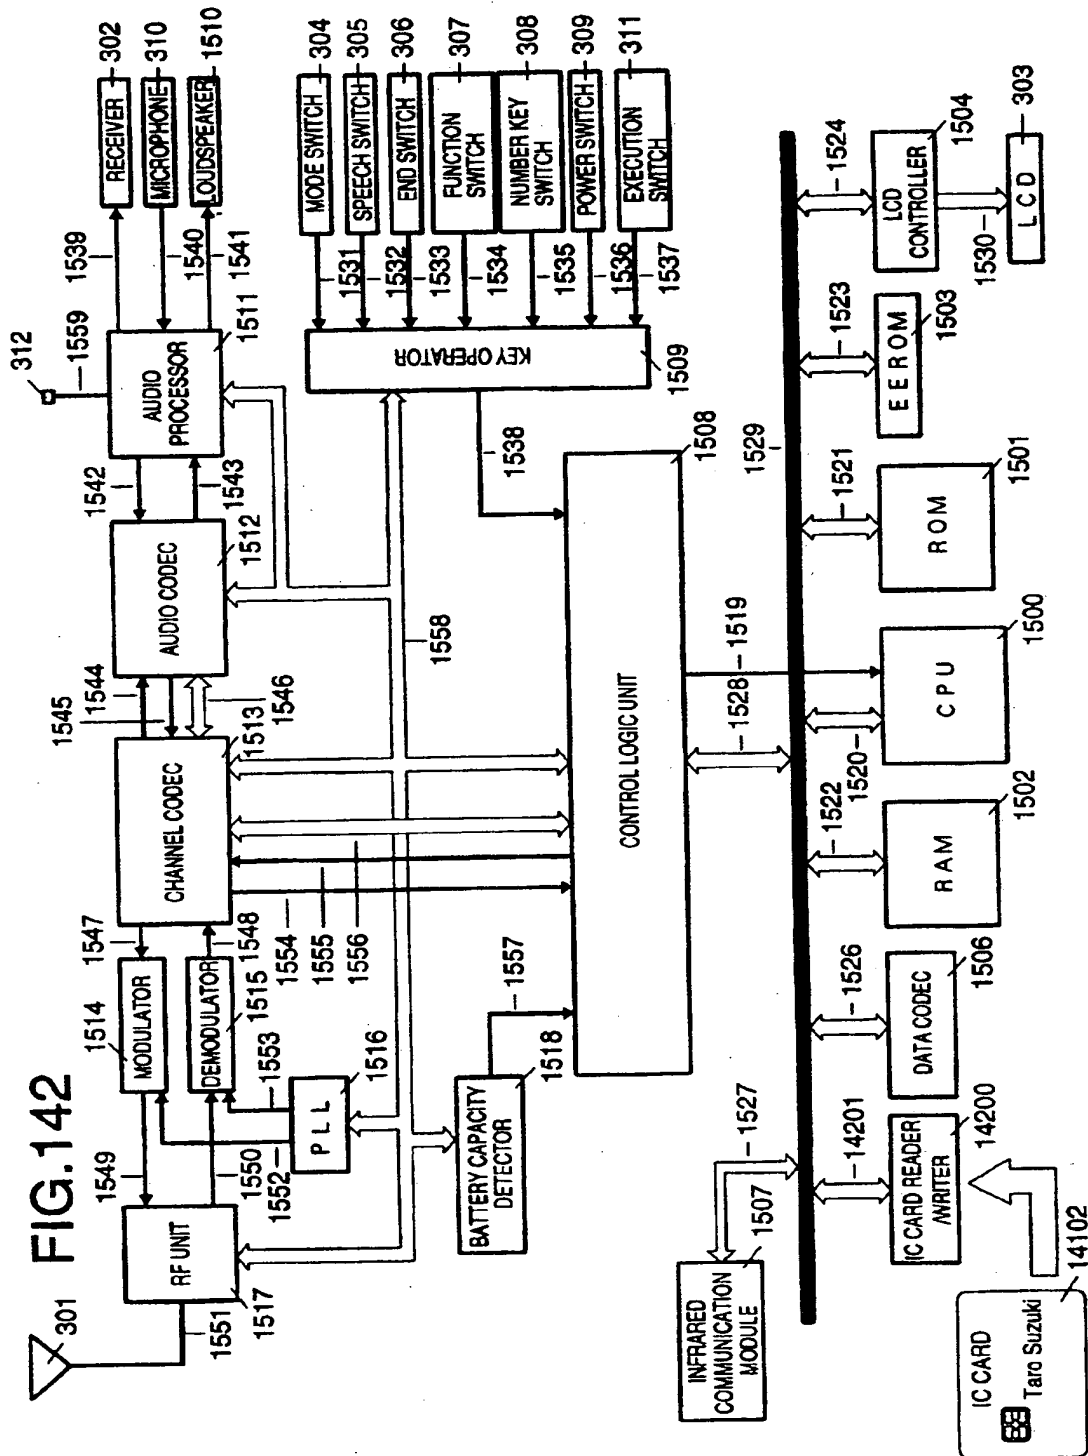 FIG.142
301
1551
RF UNIT
1517
1549
1550
1552
1514
MODULATOR
DEMODULATOR
1515
1553
P L L
1516
1547
1548
1554
1555
1556
CHANNEL CODEC
1513
1545
1544
1546
AUDIO CODEC
1512
1542
1543
312
1559
AUDIO
PROCESSOR
1511
1539
1540
1541
RECEIVER
302
MICROPHONE
310
LOUDSPEAKER
1510
MODE SWITCH
304
SPEECH SWITCH
305
END SWITCH
306
FUNCTION
SWITCH
307
NUMBER KEY
SWITCH
308
POWER SWITCH
309
EXECUTION
SWITCH
311
1531
1532
1533
1534
1535
1536
1537
KEY OPERATOR
1509
1538
1558
BATTERY CAPACITY
DETECTOR
1518
1557
CONTROL LOGIC UNIT
1508
1528
1519
1529
INFRARED
COMMUNICATION
MODULE
1507
1527
14201
1526
1522
1520
1521
1523
1524
IC CARD READER
/WRITER
14200
DATA CODEC
1506
R A M
1502
C P U
1500
R O M
1501
E E R O M
1503
LCD
CONTROLLER
1504
1530
L C D
303
IC CARD
Taro Suzuki
14102